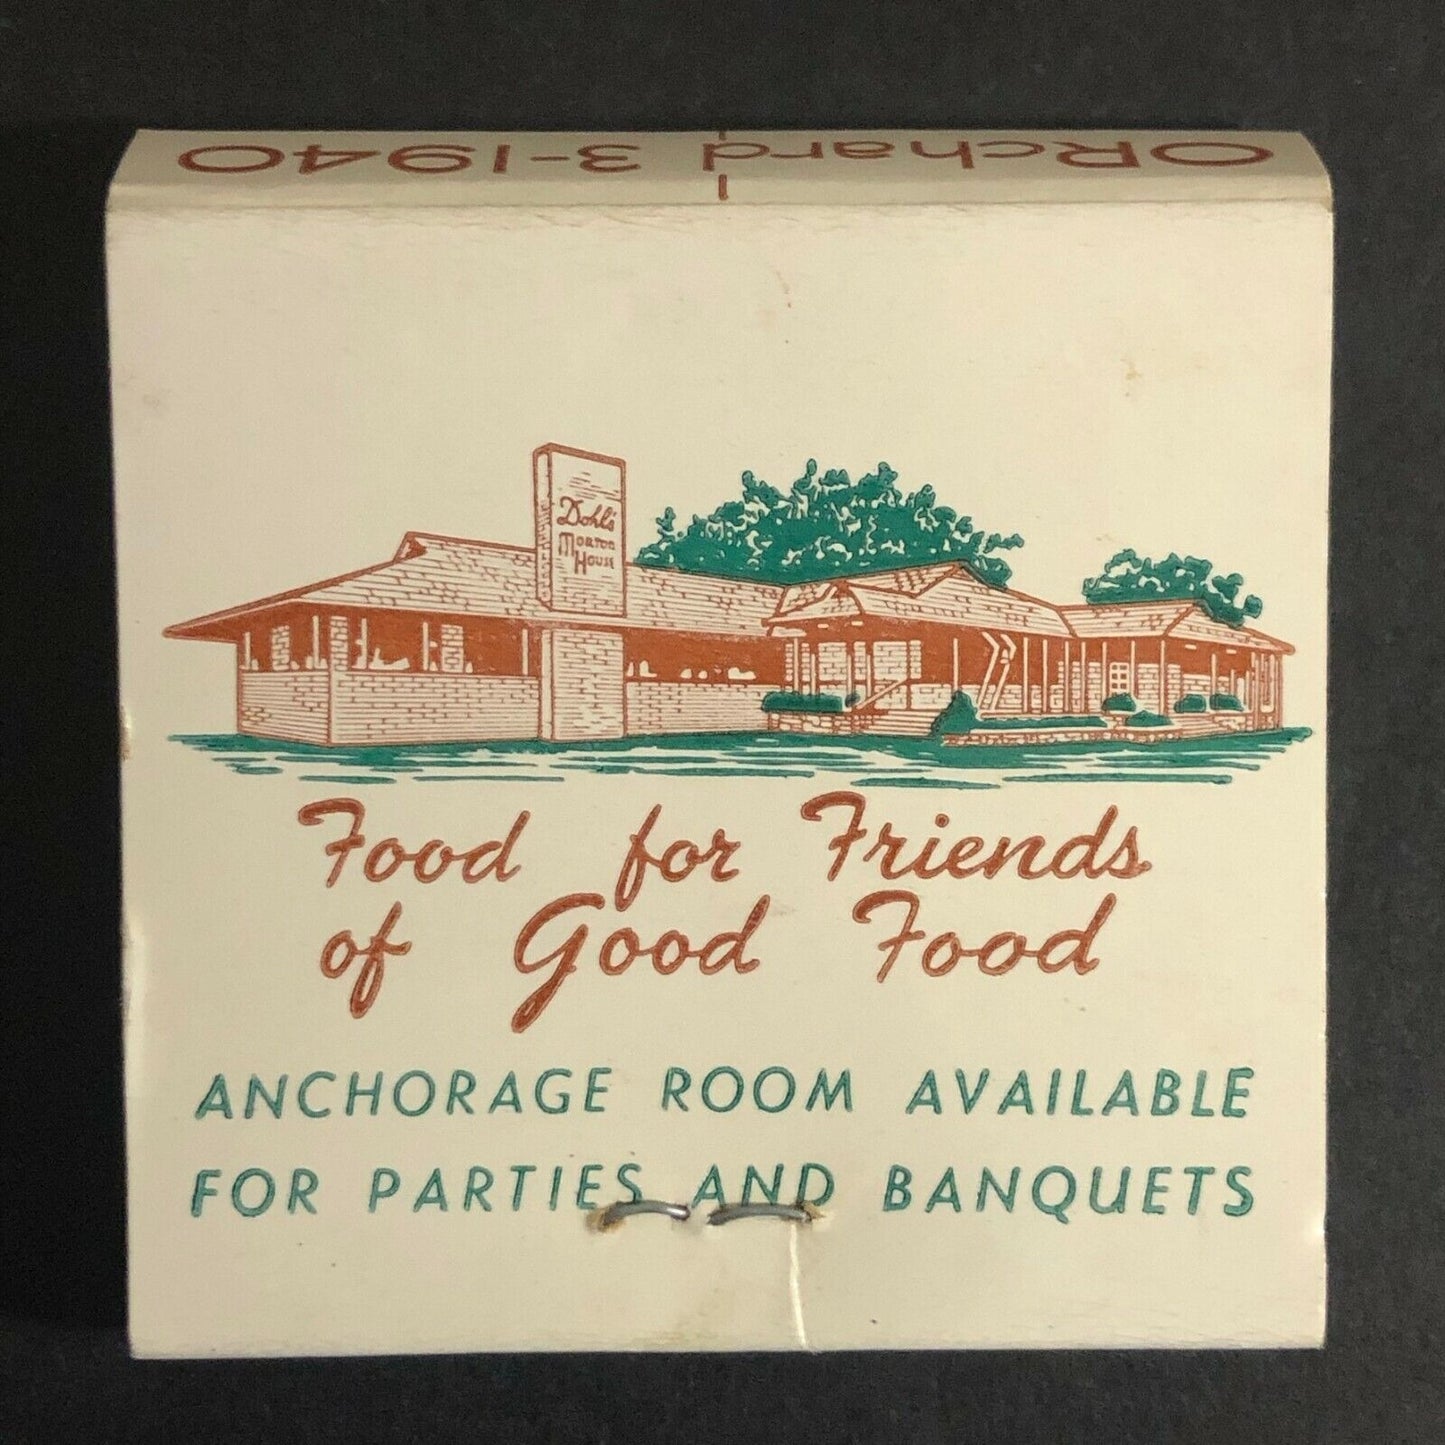 ORchard 3-1940
Dohl's
Morton
House
Food for Friends
of Good Food
ANCHORAGE ROOM AVAILABLE
FOR PARTIES AND BANQUETS